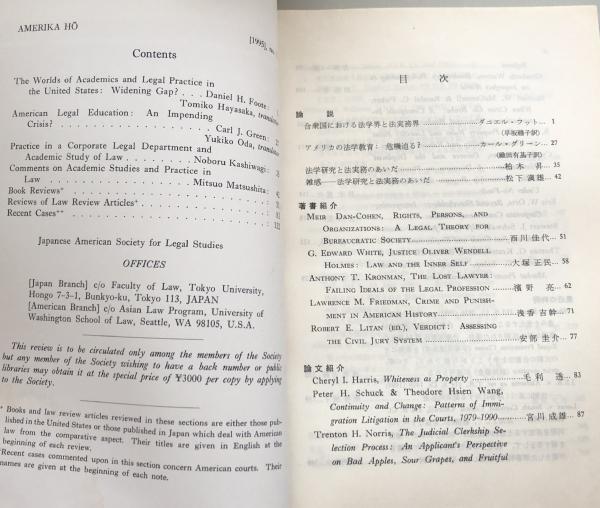 AMERIKA HŌ
[1995], no.
Contents
The Worlds of Academics and Legal Practice in
the United States: Widening Gap? . . . Daniel H. Foote:
Tomiko Hayasaka,
American Legal Education: An Impending
Crisis? . . . Carl J. Green:
Yukiko Oda,
Practice in a Corporate Legal Department and
Academic Study of Law . . . Noboru Kashiwagi:
Comments on Academic Studies and Practice in
Law . . . Mitsuo Matsushita: 42
Book Reviews* . . . :
Reviews of Law Review Articles* . . . : 81
Recent Cases** . . . :
Japanese American Society for Legal Studies
OFFICES
[Japan Branch] c/o Faculty of Law, Tokyo University,
Hongo 7-3-1, Bunkyo-ku, Tokyo 113, JAPAN
[American Branch] c/o Asian Law Program, University of
Washington School of Law, Seattle, WA 98105, U.S.A.
This review is to be circulated only among the members of the Society
but any member of the Society wishing to have a back number or public
libraries may obtain it at the special price of ¥3000 per copy by applying
to the Society.
* Books and law review articles reviewed in these sections are either those pub-
lished in the United States or those published in Japan which deal with American
law from the comparative aspect. Their titles are given in English at the
beginning of each review.
*Recent cases commented upon in this section concern American courts. Their
names are given at the beginning of each note.
目次
論説
合衆国における法学界と法実務界……ダニエル・フット… 1
(早坂禧子訳)
アメリカの法学教育: 危機迫る?……カール・グリーン… 27
(織田有基子訳)
法学研究と法実務のあいだ……柏木 昇… 35
雑感——法学研究と法実務のあいだ……松下満雄… 42
著書紹介
MEIR DAN-COHEN, RIGHTS, PERSONS, AND
ORGANIZATIONS: A LEGAL THEORY FOR
BUREAUCRATIC SOCIETY……西川佳代… 51
G. EDWARD WHITE, JUSTICE OLIVER WENDELL
HOLMES: LAW AND THE INNER SELF…大塚正民… 58
ANTHONY T. KRONMAN, THE LOST LAWYER:
FAILING IDEALS OF THE LEGAL PROFESSION…濱野 亮… 62
LAWRENCE M. FRIEDMAN, CRIME AND PUNISH-
MENT IN AMERICAN HISTORY……浅香吉幹… 71
ROBERT E. LITAN (ED.), VERDICT: ASSESSING
THE CIVIL JURY SYSTEM……安部圭介… 77
論文紹介
Cheryl I. Harris, Whiteness as Property……毛利 透… 83
Peter H. Schuck & Theodore Hsien Wang,
Continuity and Change: Patterns of Immi-
gration Litigation in the Courts, 1979-1990……宮川成雄… 87
Trenton H. Norris, The Judicial Clerkship Se-
lection Process: An Applicant's Perspective
on Bad Apples, Sour Grapes, and Fruitful